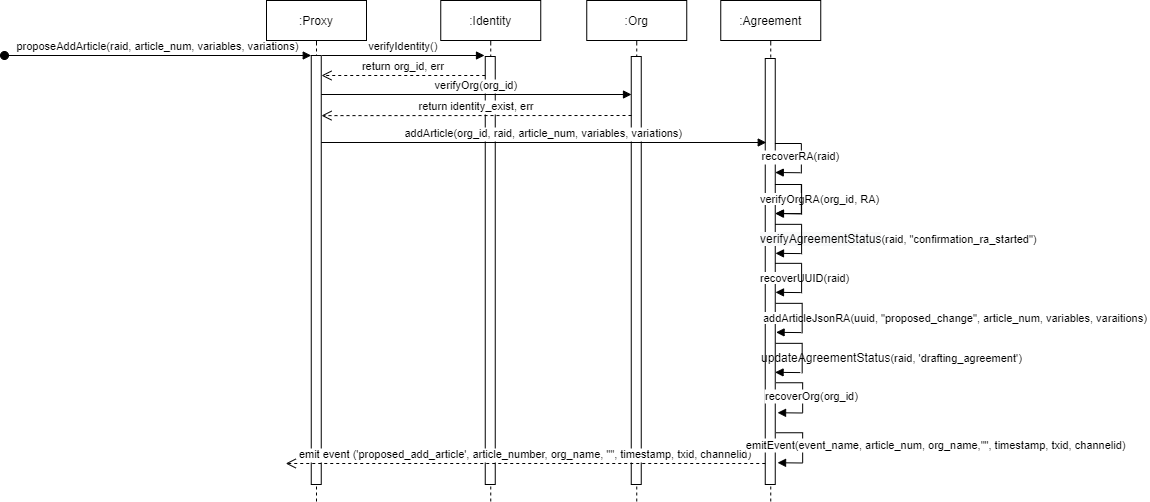 :Proxy
:Identity
:Org
:Agreement
proposeAddArticle(raid, article_num, variables, variations)
verifyIdentity()
return org_id, err
verifyOrg(org_id)
return identity_exist, err
addArticle(org_id, raid, article_num, variables, variations)
recoverRA(raid)
verifyOrgRA(org_id, RA)
verifyAgreementStatus(raid, "confirmation_ra_started")
recoverUUID(raid)
addArticleJsonRA(uuid, "proposed_change", article_num, variables, varaitions)
updateAgreementStatus(raid, 'drafting_agreement')
recoverOrg(org_id)
emitEvent(event_name, article_num, org_name,"", timestamp, txid, channelid)
emit event ('proposed_add_article', article_number, org_name, "", timestamp, txid, channelid)